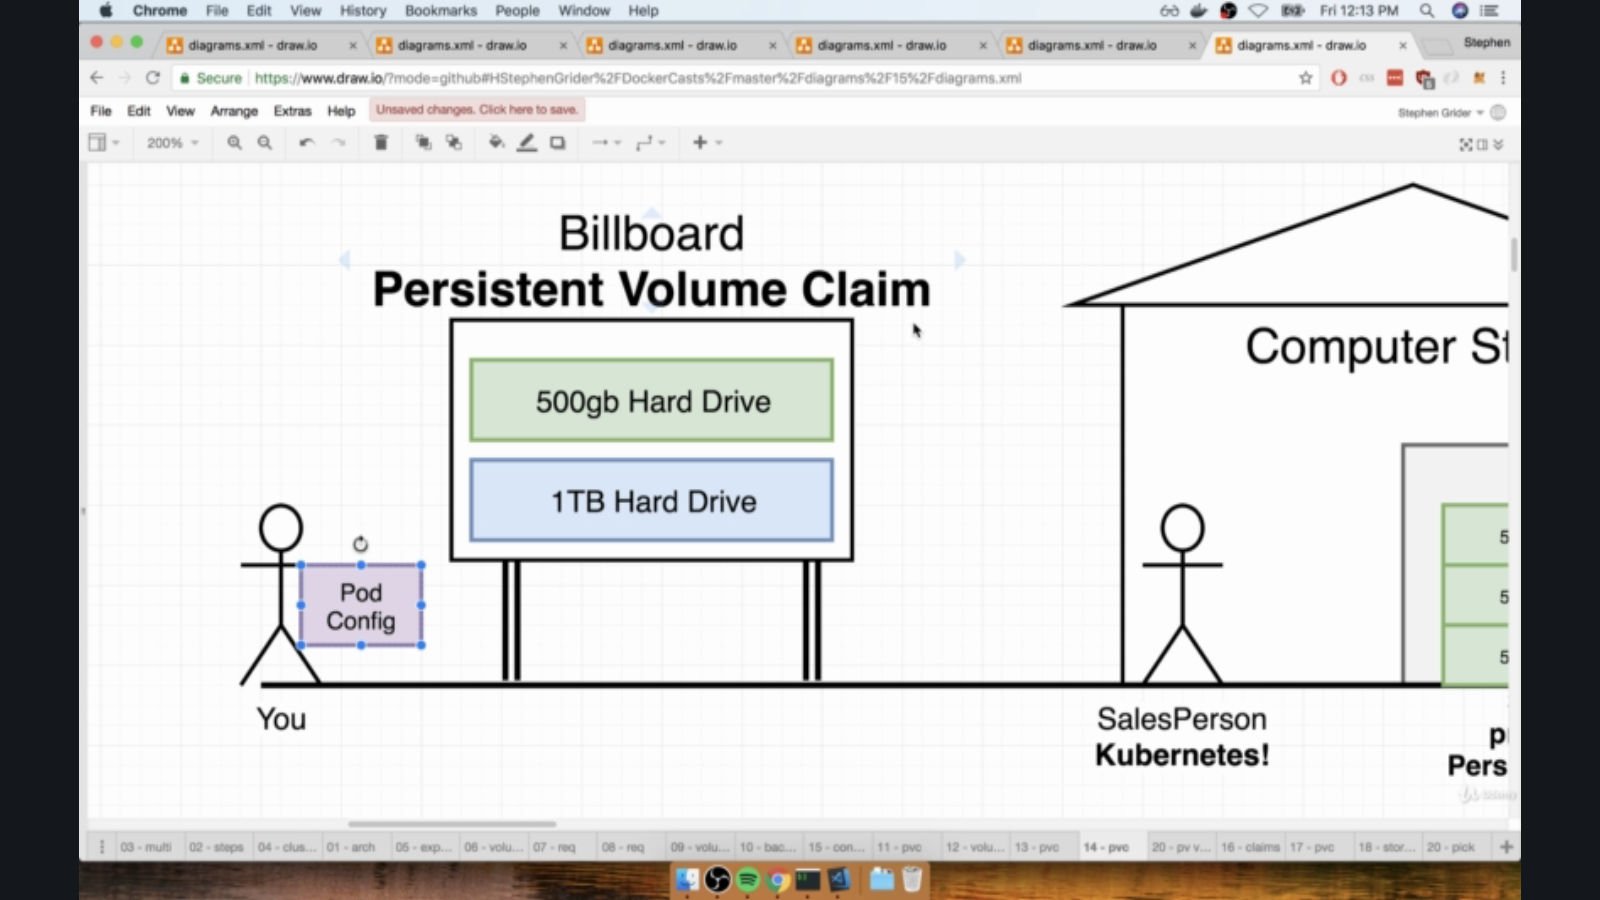 Chrome File Edit View History Bookmarks People Window Help
Fri 12:13 PM
diagrams.xml - draw.io
diagrams.xml - draw.io
diagrams.xml - draw.io
diagrams.xml - draw.io
diagrams.xml - draw.io
diagrams.xml - draw.io
Stephen
Secure https://www.draw.io/?mode=github#HStephenGrider%2FDockerCasts%2Fmaster%2Fdiagrams%2F15%2Fdiagrams.xml
File Edit View Arrange Extras Help Unsaved changes. Click here to save.
Stephen Grider
200%
Billboard
Persistent Volume Claim
Computer St
500gb Hard Drive
1TB Hard Drive
Pod
Config
5
5
5
You
SalesPerson
Kubernetes!
Pers
Udemy
03 - multi 02 - steps 04 - clus... 01 - arch 05 - exp... 06 - volu... 07 - req 08 - req 09 - volu... 10 - bac... 15 - con... 11 - pvc 12 - volu... 13 - pvc 14 - pvc 20 - pv v... 16 - claims 17 - pvc 18 - stor... 20 - pick